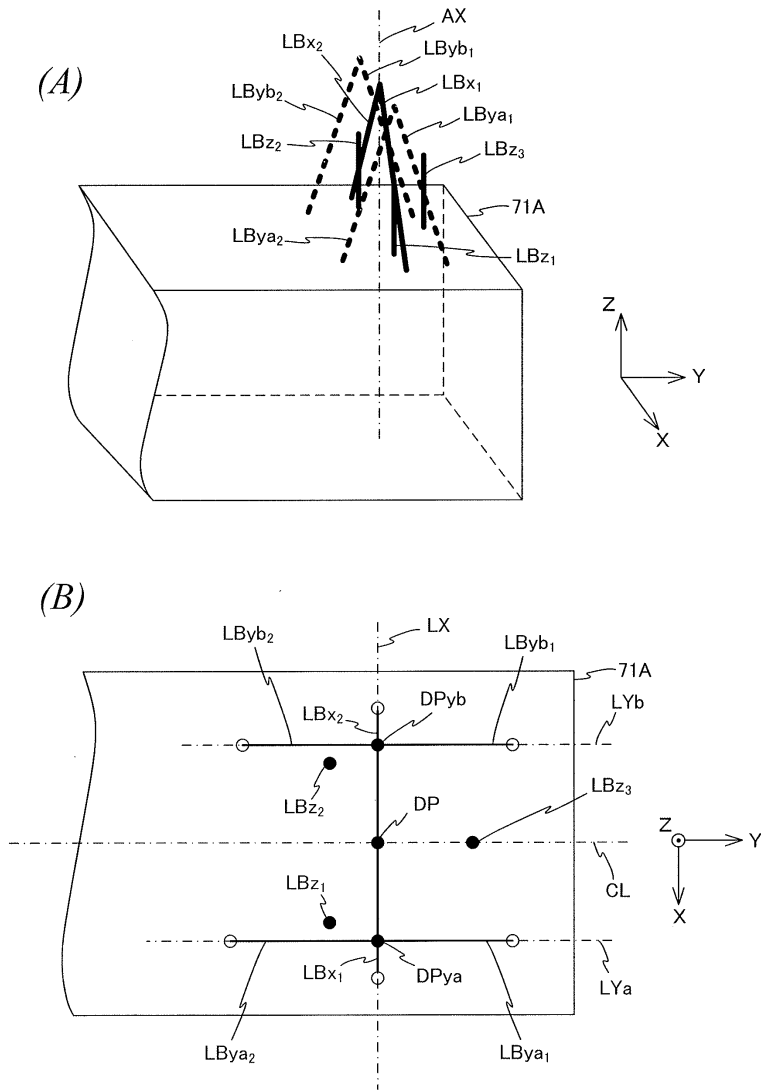 (A)
AX
LBx₂
LByb₁
LBx₁
LByb₂
LBya₁
LBz₂
LBz₃
71A
LBya₂
LBz₁
Z
Y
X
(B)
LX
LByb₂
LByb₁
71A
LBx₂
DPyb
LYb
LBz₂
DP
LBz₃
Z
Y
CL
X
LBz₁
LBx₁
DPya
LYa
LBya₂
LBya₁